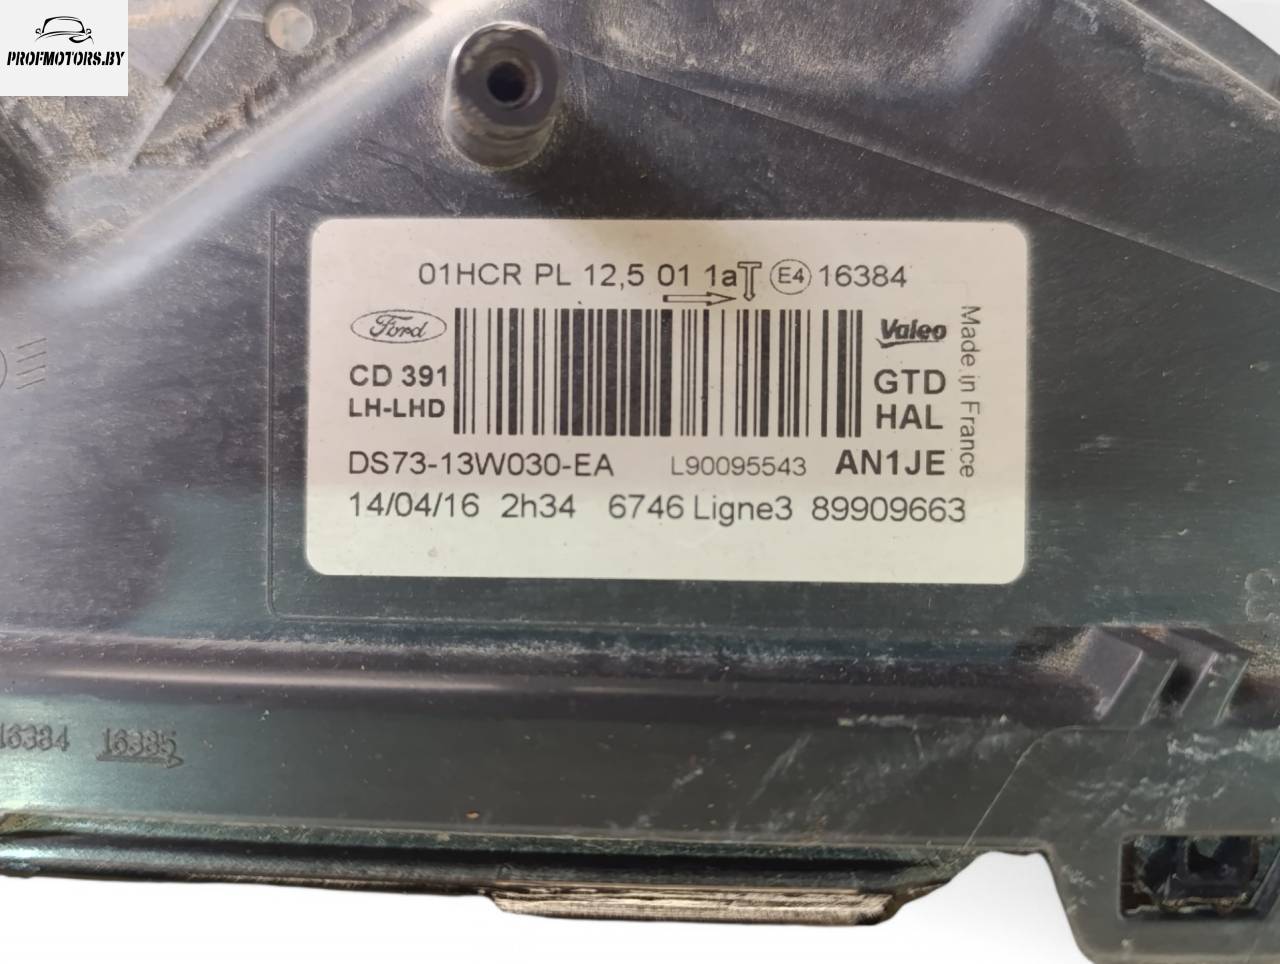 PROFMOTORS.BY
01HCR PL 12,5 01 1a E4 16384
Ford
Valeo
Made in France
CD 391
GTD
LH-LHD
HAL
DS73-13W030-EA L90095543 AN1JE
14/04/16 2h34 6746 Ligne3 89909663
16384 16385